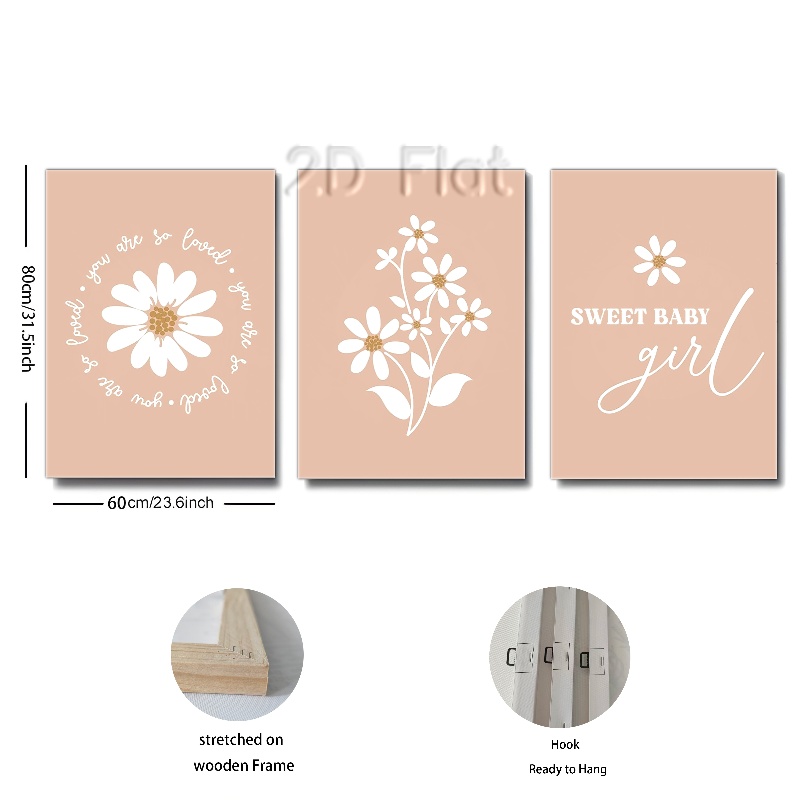 2D Flat
you are so loved • you are so loved • you are so loved •
SWEET BABY
girl
80cm/31.5inch
60cm/23.6inch
stretched on
wooden Frame
Hook
Ready to Hang